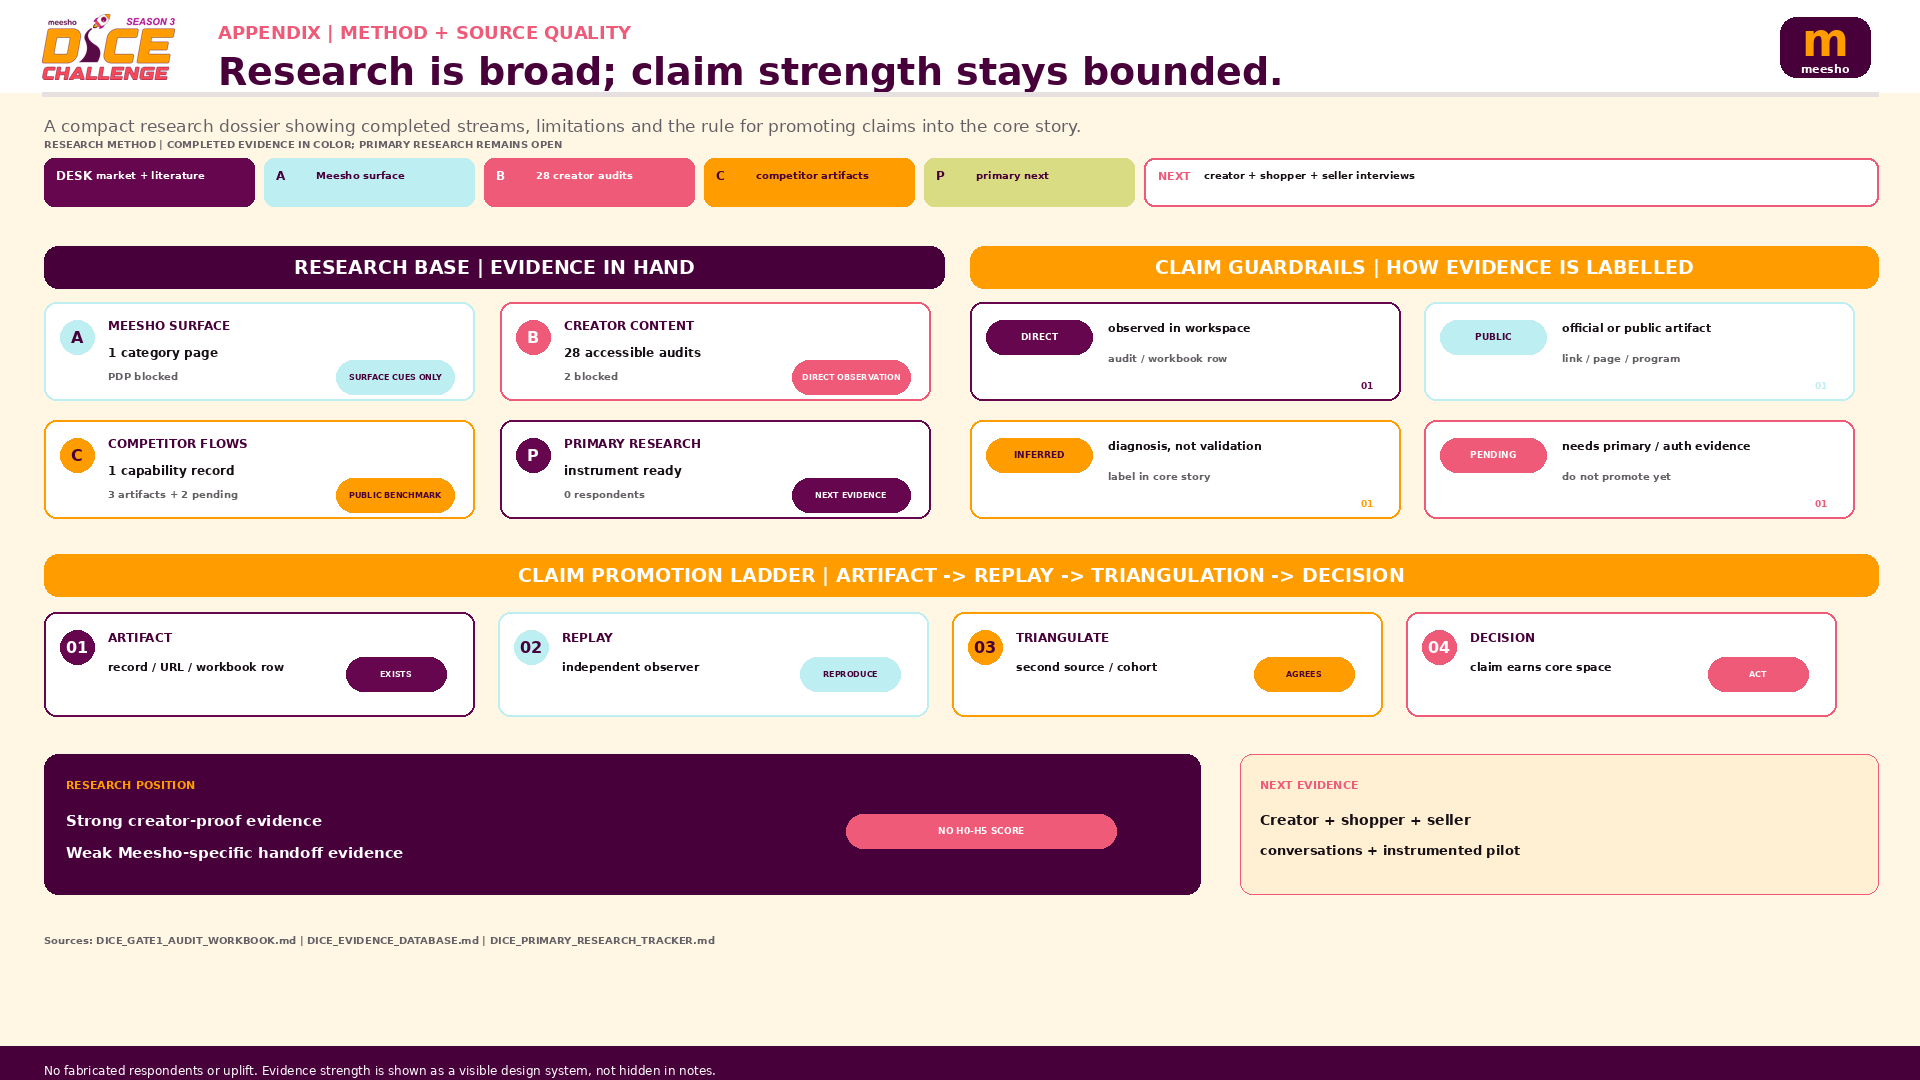 meesho
SEASON 3
DICE
CHALLENGE
APPENDIX | METHOD + SOURCE QUALITY
Research is broad; claim strength stays bounded.
m
meesho
A compact research dossier showing completed streams, limitations and the rule for promoting claims into the core story.
RESEARCH METHOD | COMPLETED EVIDENCE IN COLOR; PRIMARY RESEARCH REMAINS OPEN
DESK market + literature
A Meesho surface
B 28 creator audits
C competitor artifacts
P primary next
NEXT creator + shopper + seller interviews
RESEARCH BASE | EVIDENCE IN HAND
A
MEESHO SURFACE
1 category page
PDP blocked
SURFACE CUES ONLY
B
CREATOR CONTENT
28 accessible audits
2 blocked
DIRECT OBSERVATION
C
COMPETITOR FLOWS
1 capability record
3 artifacts + 2 pending
PUBLIC BENCHMARK
P
PRIMARY RESEARCH
instrument ready
0 respondents
NEXT EVIDENCE
CLAIM GUARDRAILS | HOW EVIDENCE IS LABELLED
DIRECT
observed in workspace
audit / workbook row
01
PUBLIC
official or public artifact
link / page / program
01
INFERRED
diagnosis, not validation
label in core story
01
PENDING
needs primary / auth evidence
do not promote yet
01
CLAIM PROMOTION LADDER | ARTIFACT -> REPLAY -> TRIANGULATION -> DECISION
01
ARTIFACT
record / URL / workbook row
EXISTS
02
REPLAY
independent observer
REPRODUCE
03
TRIANGULATE
second source / cohort
AGREES
04
DECISION
claim earns core space
ACT
RESEARCH POSITION
Strong creator-proof evidence
Weak Meesho-specific handoff evidence
NO H0-H5 SCORE
NEXT EVIDENCE
Creator + shopper + seller
conversations + instrumented pilot
Sources: DICE_GATE1_AUDIT_WORKBOOK.md | DICE_EVIDENCE_DATABASE.md | DICE_PRIMARY_RESEARCH_TRACKER.md
No fabricated respondents or uplift. Evidence strength is shown as a visible design system, not hidden in notes.